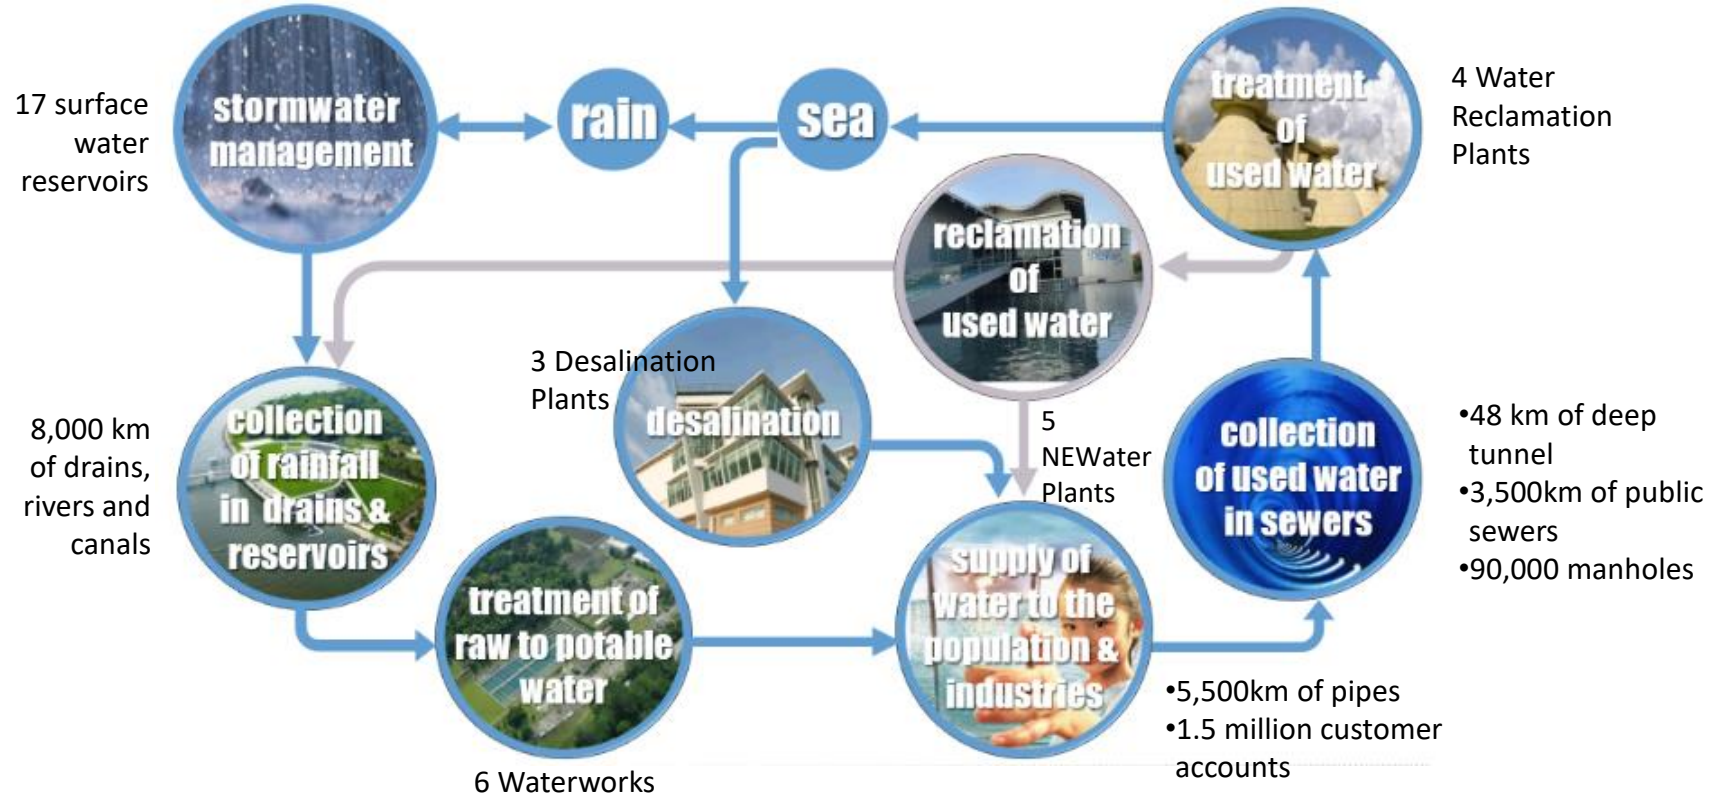 17 surface
water
reservoirs
stormwater
management
rain
sea
treatment
of
used water
4 Water
Reclamation
Plants
reclamation
of
used water
3 Desalination
Plants
desalination
5
NEWater
Plants
8,000 km
of drains,
rivers and
canals
collection
of rainfall
in drains &
reservoirs
collection
of used water
in sewers
•48 km of deep
tunnel
•3,500km of public
sewers
•90,000 manholes
treatment of
raw to potable
water
6 Waterworks
supply of
water to the
population &
industries
•5,500km of pipes
•1.5 million customer
accounts